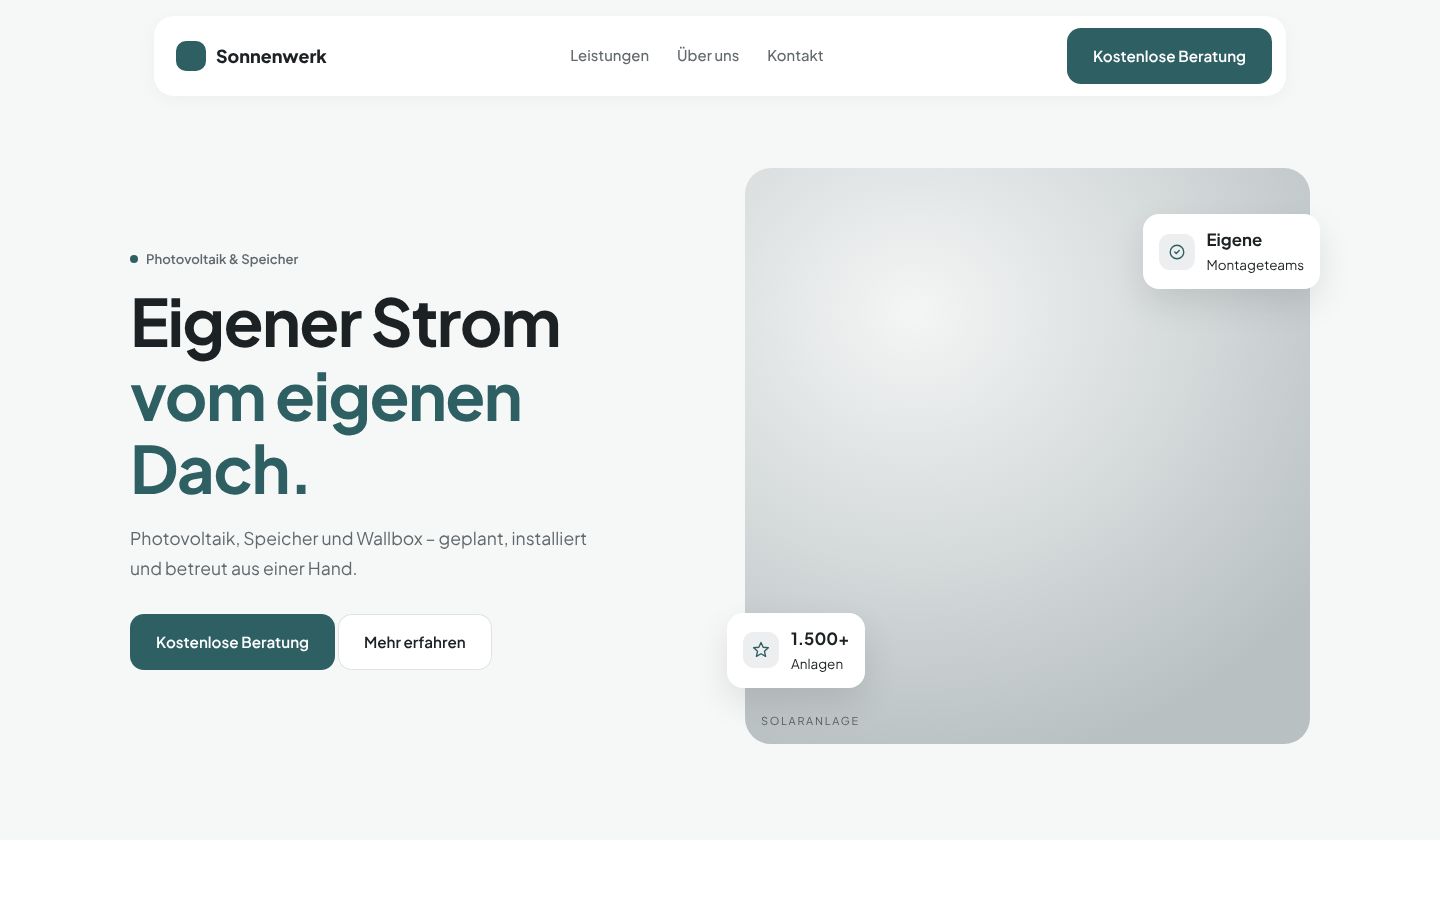 Sonnenwerk
Leistungen
Über uns
Kontakt
Kostenlose Beratung
Photovoltaik & Speicher
Eigener Strom
vom eigenen
Dach.
Photovoltaik, Speicher und Wallbox – geplant, installiert
und betreut aus einer Hand.
Kostenlose Beratung
Mehr erfahren
Eigene
Montageteams
1.500+
Anlagen
SOLARANLAGE